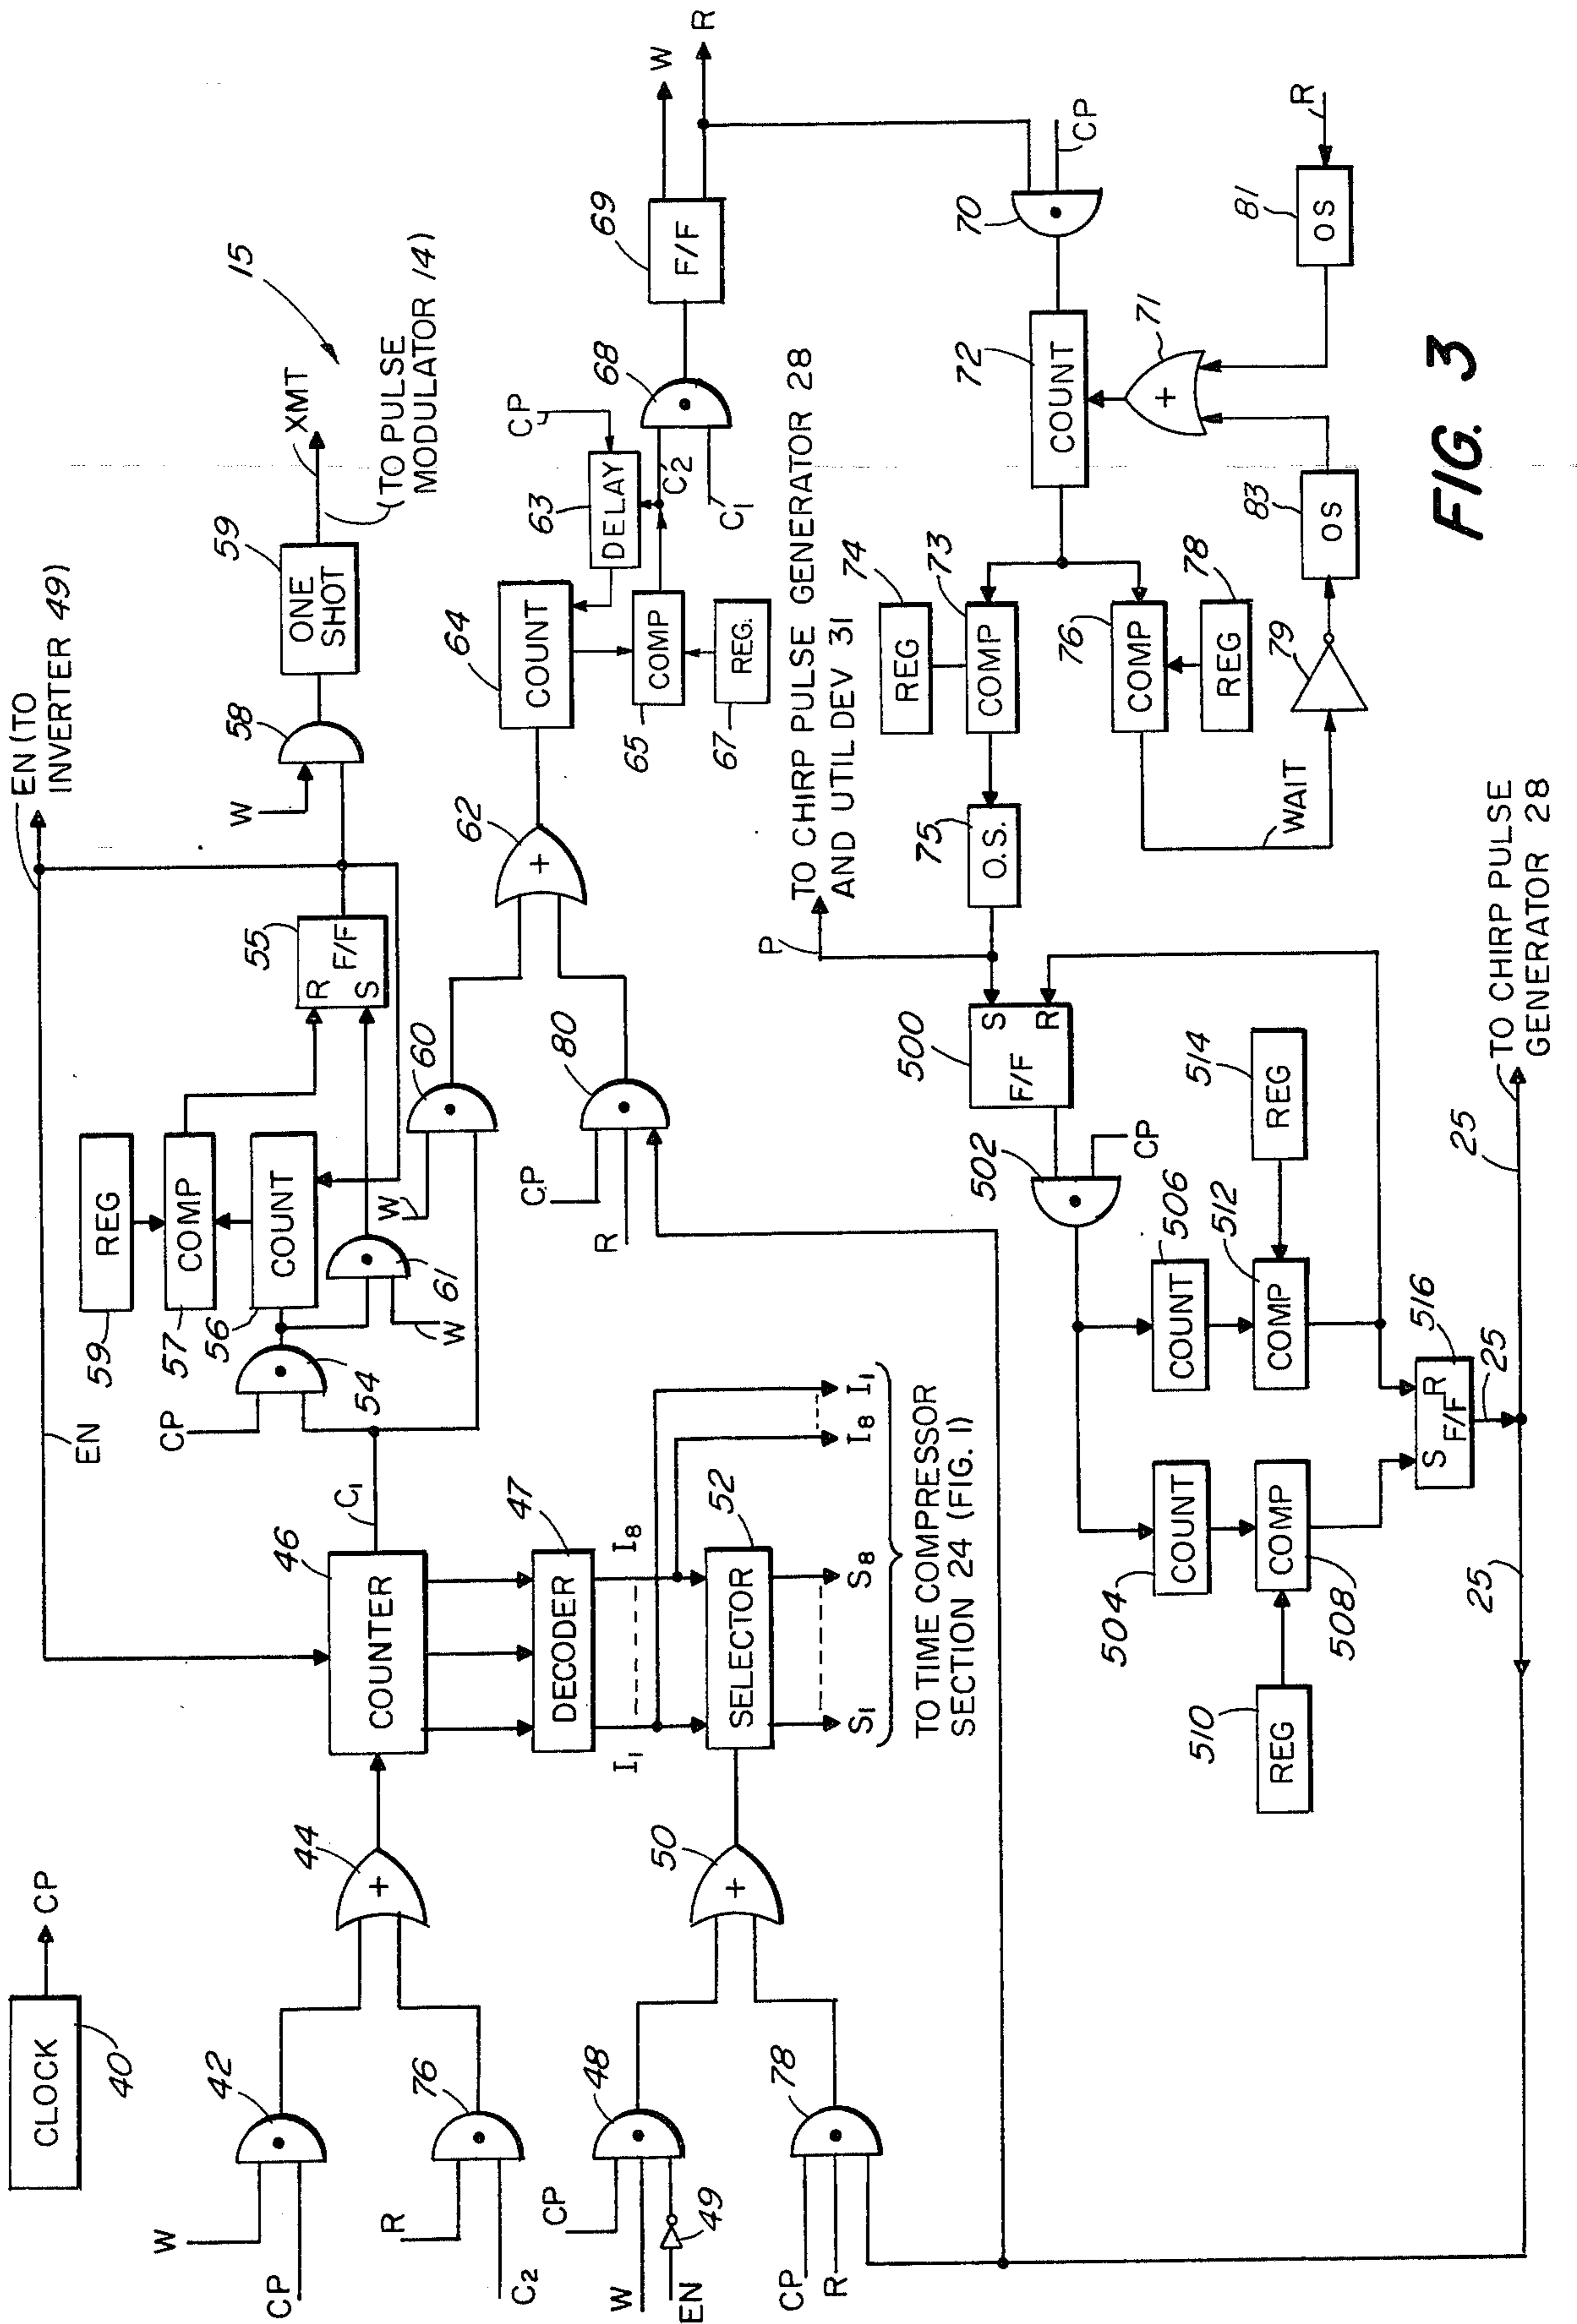 CLOCK
40
CP
W
CP
42
R
C2
76
44
+
CP
W
EN
49
48
CP
R
78
50
+
EN
COUNTER
46
C1
DECODER
47
I1
I8
SELECTOR
52
S1
S8
I8
I1
TO TIME COMPRESSOR
SECTION 24 (FIG. 1)
CP
54
REG
59
COMP
57
COUNT
56
61
W
R
S
F/F
55
EN (TO
INVERTER 49)
W
58
ONE
SHOT
59
XMT
(TO PULSE
MODULATOR 14)
15
W
60
CP
R
80
62
+
COUNT
64
DELAY
63
CP
COMP
65
REG.
67
C2
C1
68
F/F
69
W
R
70
CP
COUNT
72
+
71
OS
81
R
OS
83
79
WAIT
REG
74
COMP
73
COMP
76
REG
78
O.S.
75
P
TO CHIRP PULSE GENERATOR 28
AND UTIL DEV 31
S
R
F/F
500
502
CP
COUNT
504
COUNT
506
COMP
508
REG
510
COMP
512
REG
514
S
R
F/F
516
25
25
25
TO CHIRP PULSE
GENERATOR 28
FIG. 3